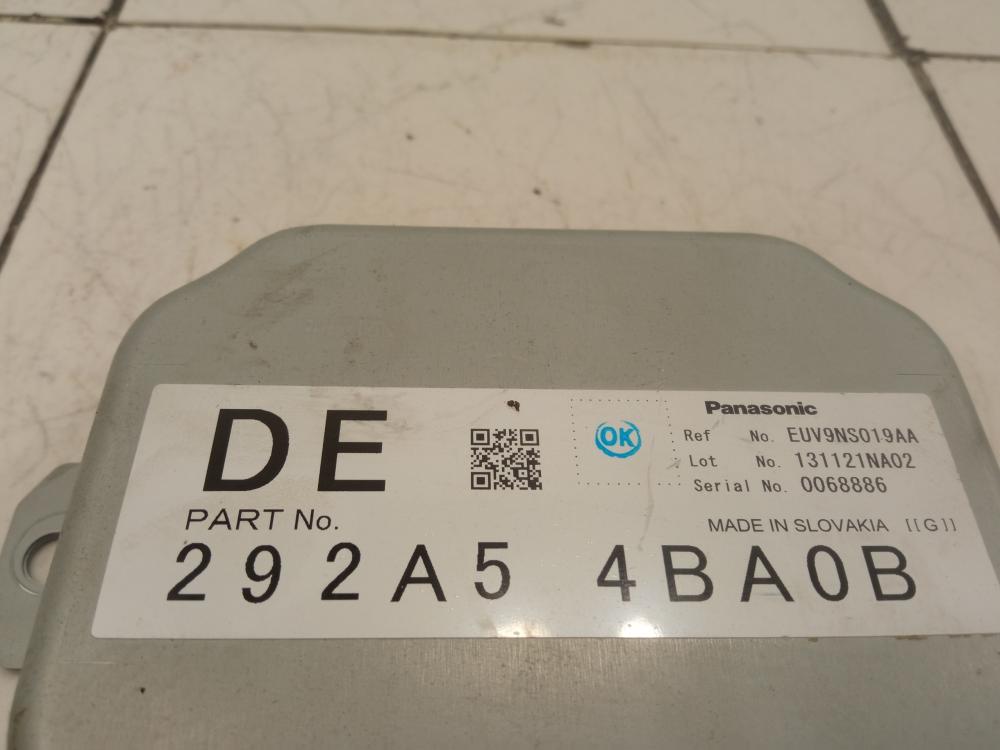 DE
OK
Panasonic
Ref No. EUV9NS019AA
Lot No. 131121NA02
Serial No. 0068886
PART No.
MADE IN SLOVAKIA [[G]]
292A5 4BA0B